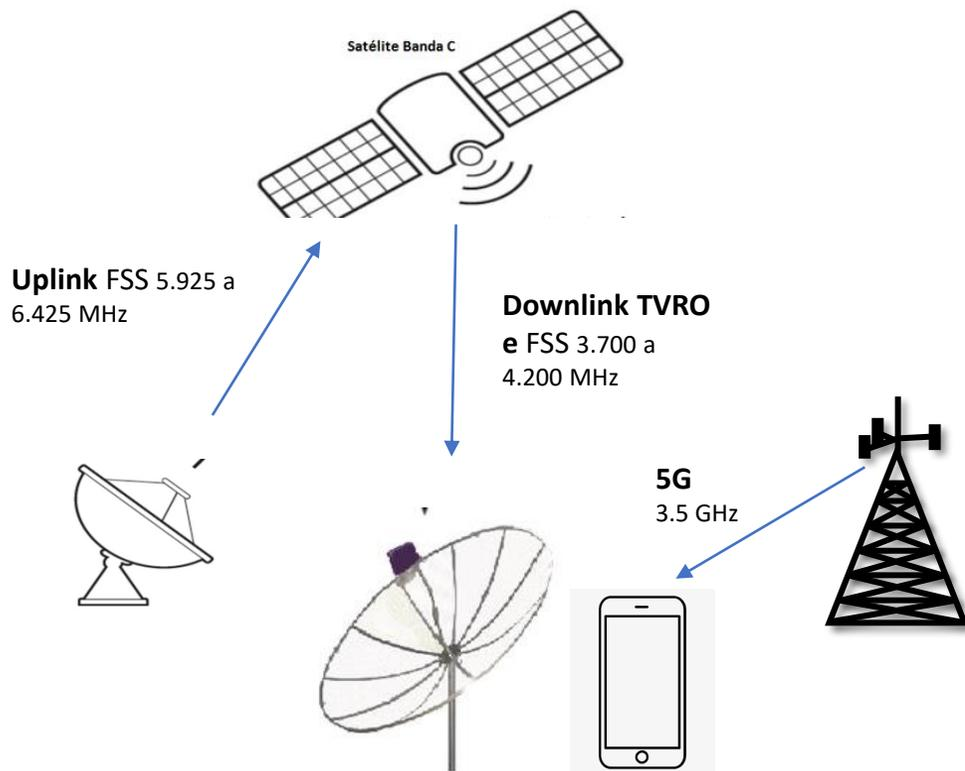 Satélite Banda C
Uplink FSS 5.925 a
6.425 MHz
Downlink TVRO
e FSS 3.700 a
4.200 MHz
5G
3.5 GHz